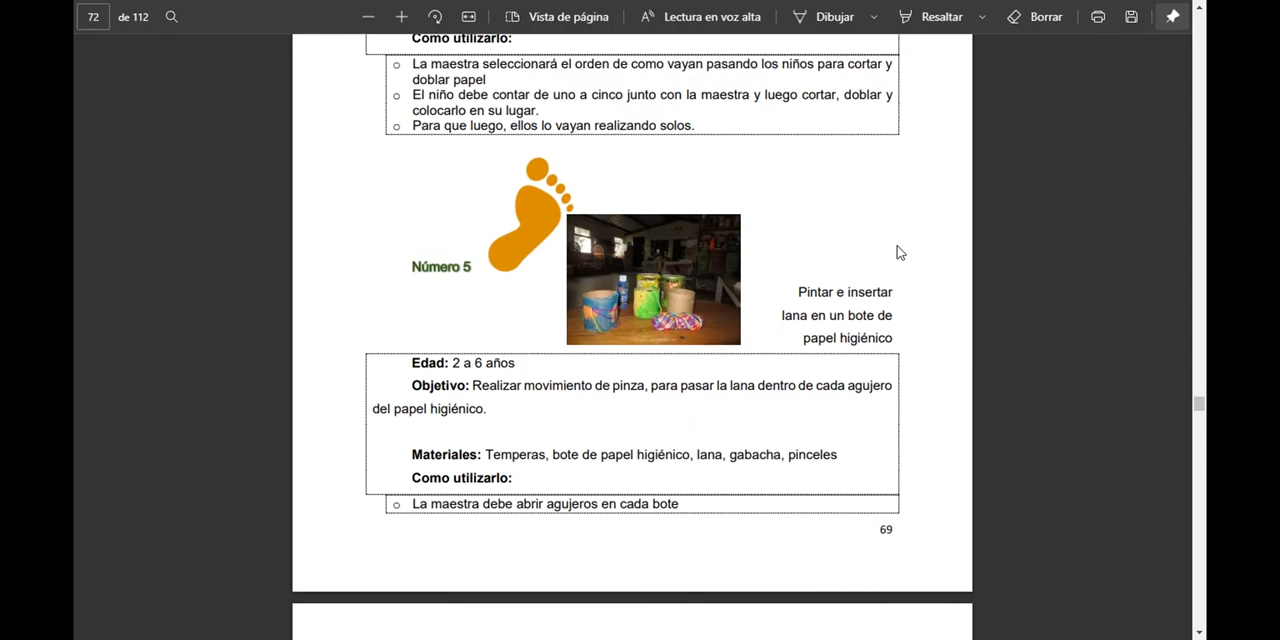 72
de 112
Vista de página
Lectura en voz alta
Dibujar
Resaltar
Borrar
Como utilizarlo:
o La maestra seleccionará el orden de como vayan pasando los niños para cortar y
doblar papel
o El niño debe contar de uno a cinco junto con la maestra y luego cortar, doblar y
colocarlo en su lugar.
o Para que luego, ellos lo vayan realizando solos.
Número 5
Pintar e insertar
lana en un bote de
papel higiénico
Edad: 2 a 6 años
Objetivo: Realizar movimiento de pinza, para pasar la lana dentro de cada agujero
del papel higiénico.
Materiales: Temperas, bote de papel higiénico, lana, gabacha, pinceles
Como utilizarlo:
o La maestra debe abrir agujeros en cada bote
69